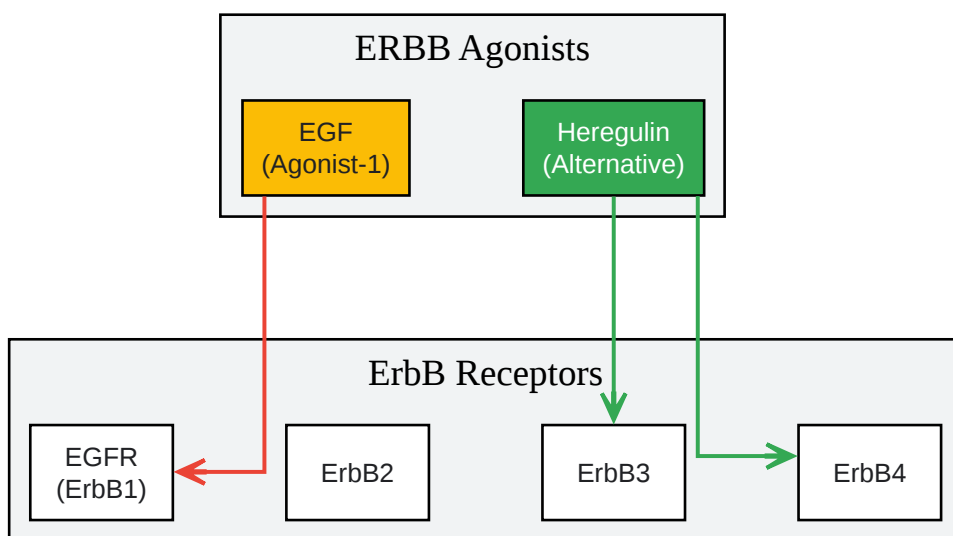 ERBB Agonists
EGF
(Agonist-1)
Heregulin
(Alternative)
ErbB Receptors
EGFR
(ErbB1)
ErbB2
ErbB3
ErbB4